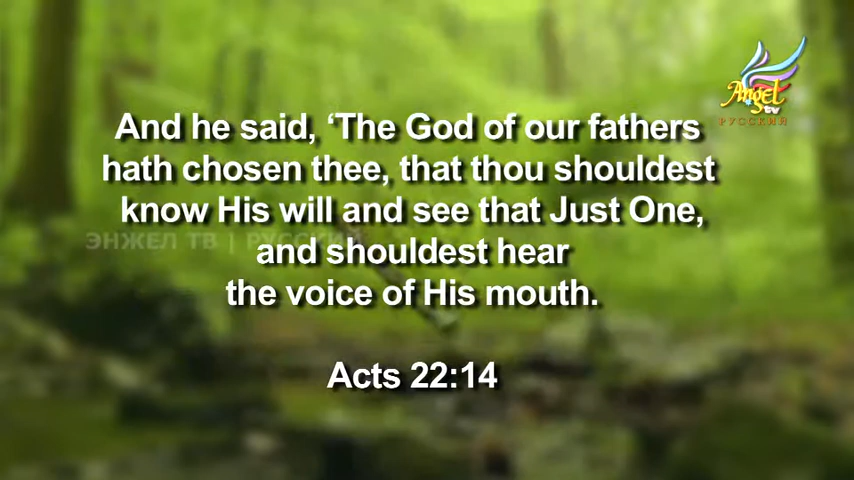 Angel
tv
РУССКИЙ
And he said, ‘The God of our fathers
hath chosen thee, that thou shouldest
know His will and see that Just One,
ЭНЖЕЛ ТВ | РУССКИЙ
and shouldest hear
the voice of His mouth.
Acts 22:14